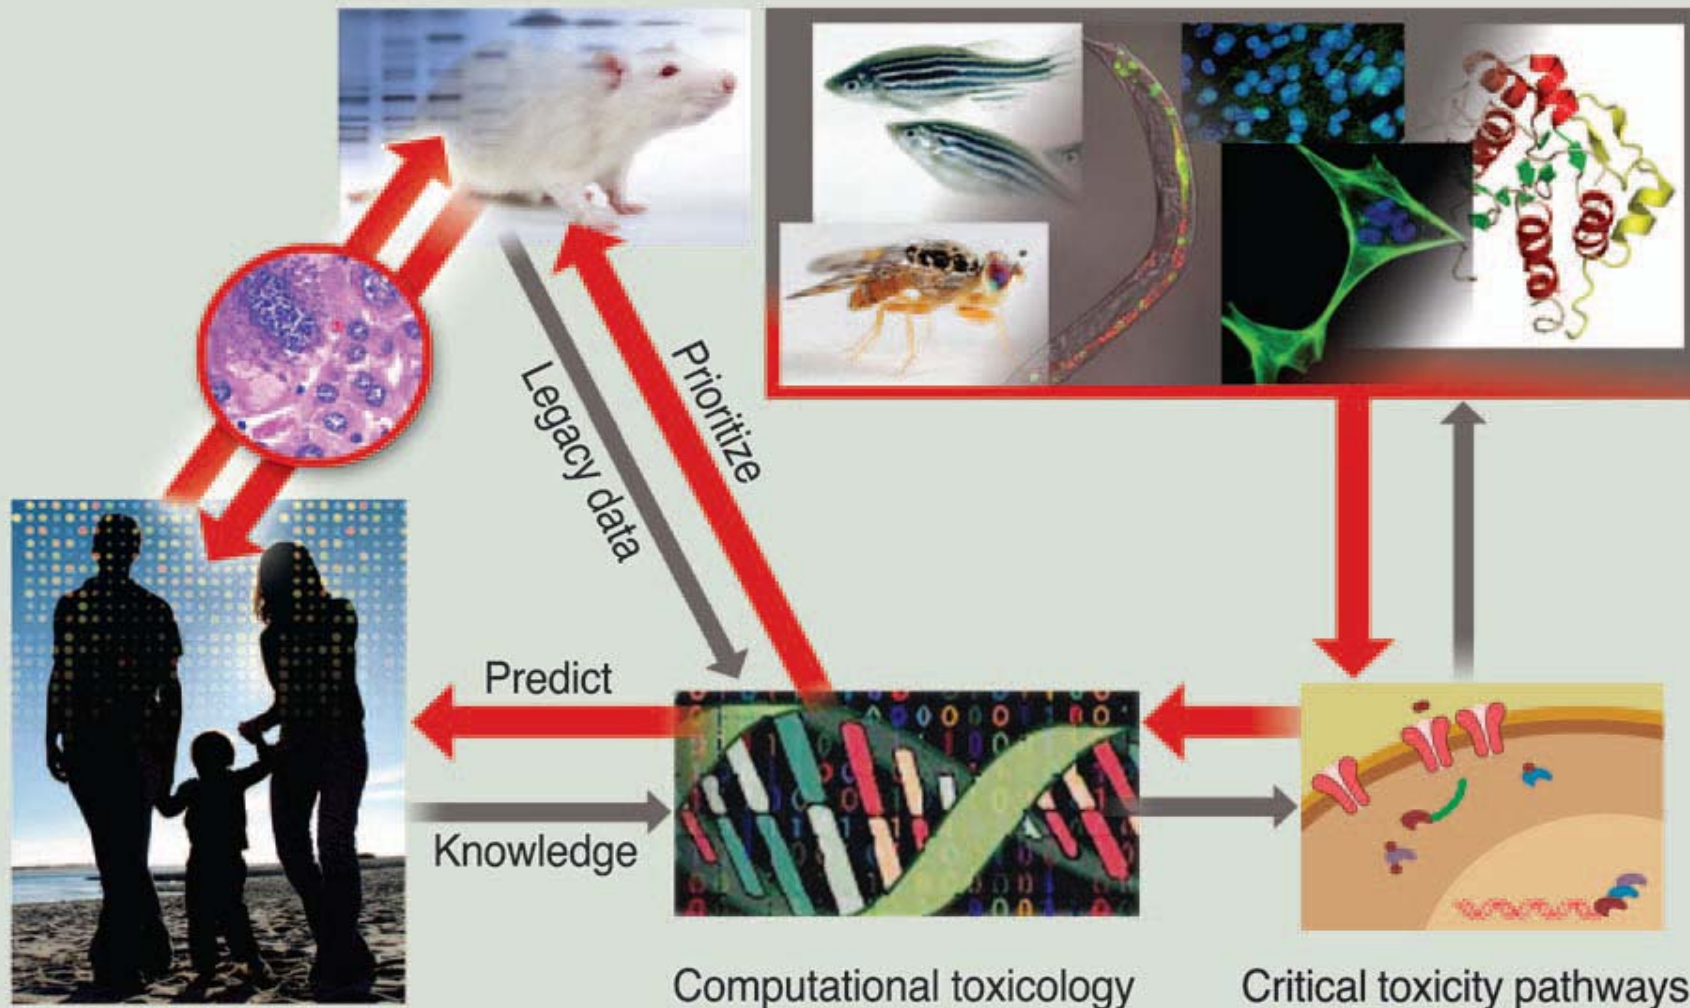 Legacy data
Prioritize
Predict
Knowledge
Computational toxicology
Critical toxicity pathways